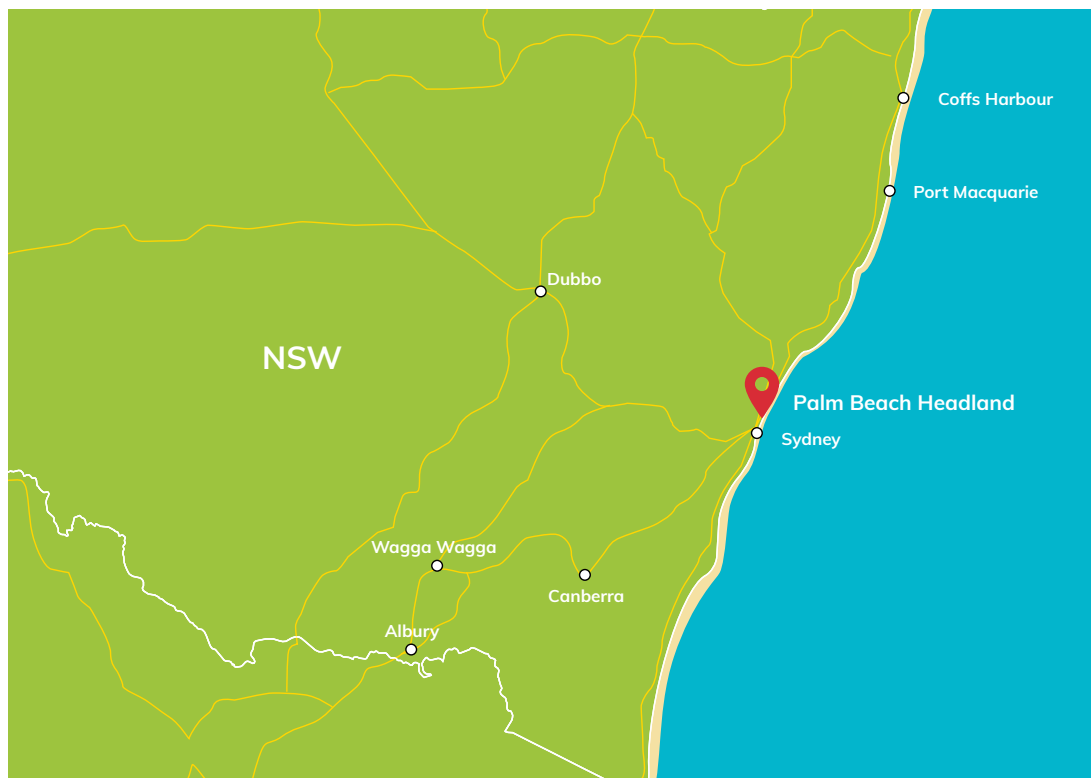 Coffs Harbour
Port Macquarie
Dubbo
NSW
Palm Beach Headland
Sydney
Wagga Wagga
Canberra
Albury